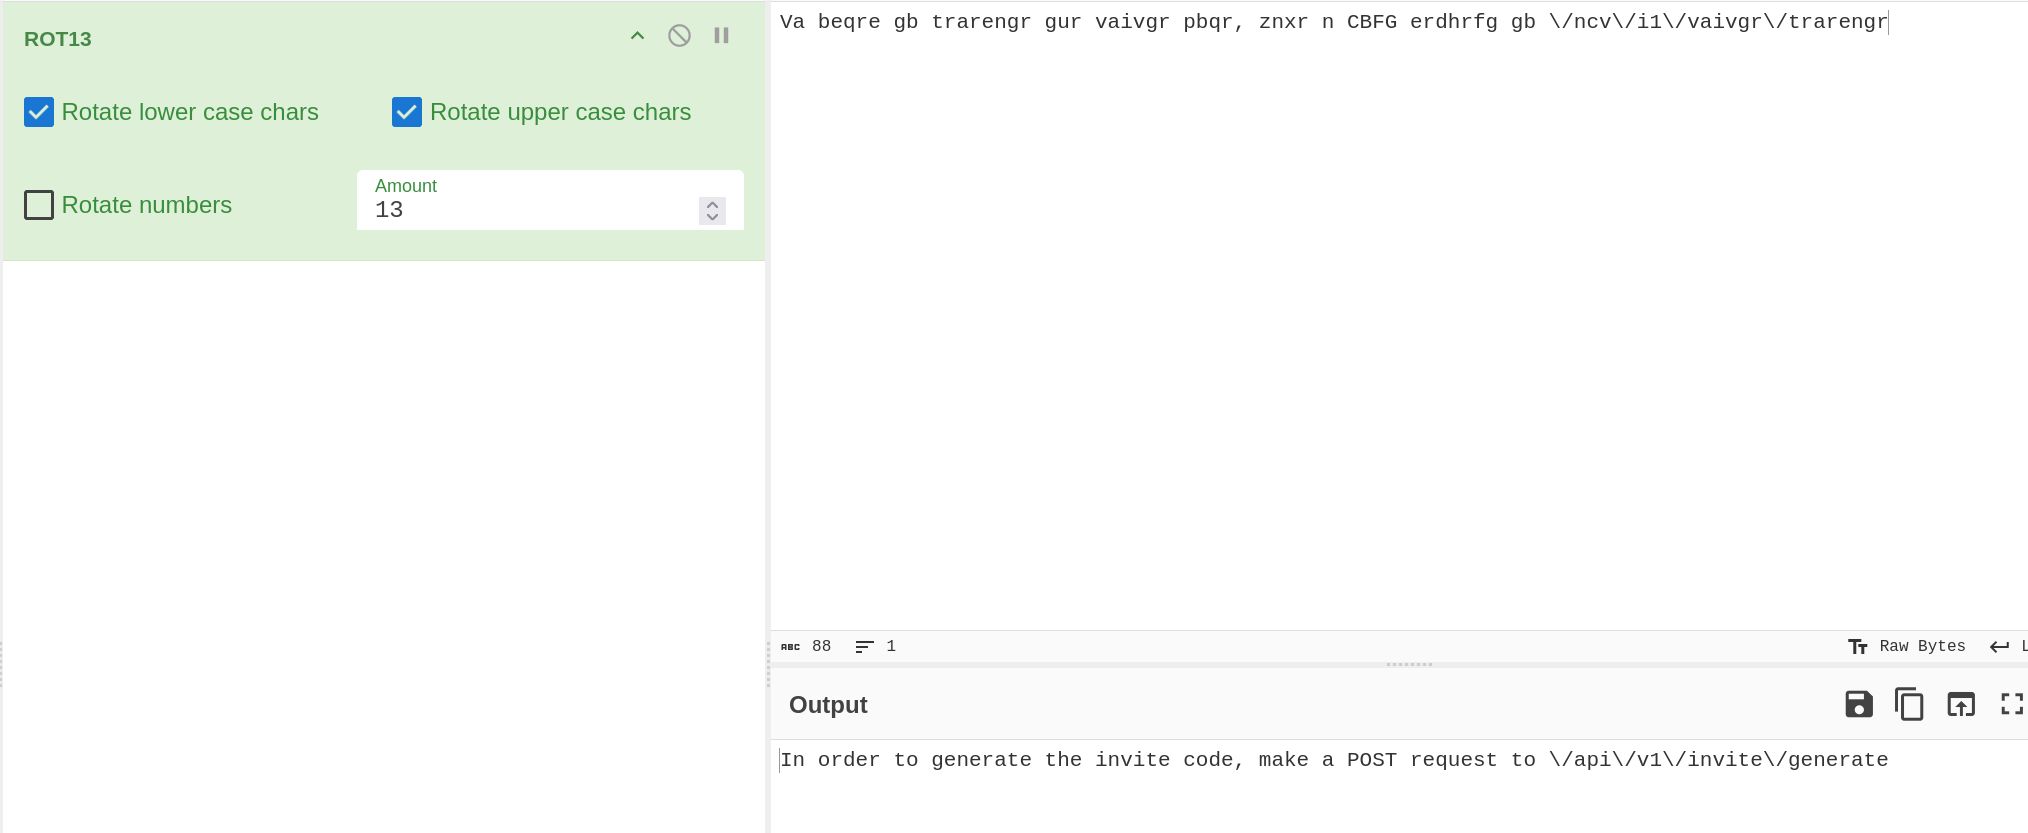 ROT13
Rotate lower case chars
Rotate upper case chars
Rotate numbers
Amount
13
Va beqre gb trarengr gur vaivgr pbqr, znxr n CBFG erdhrfg gb \/ncv\/i1\/vaivgr\/trarengr
ABC 88
1
Raw Bytes
L
Output
In order to generate the invite code, make a POST request to \/api\/v1\/invite\/generate